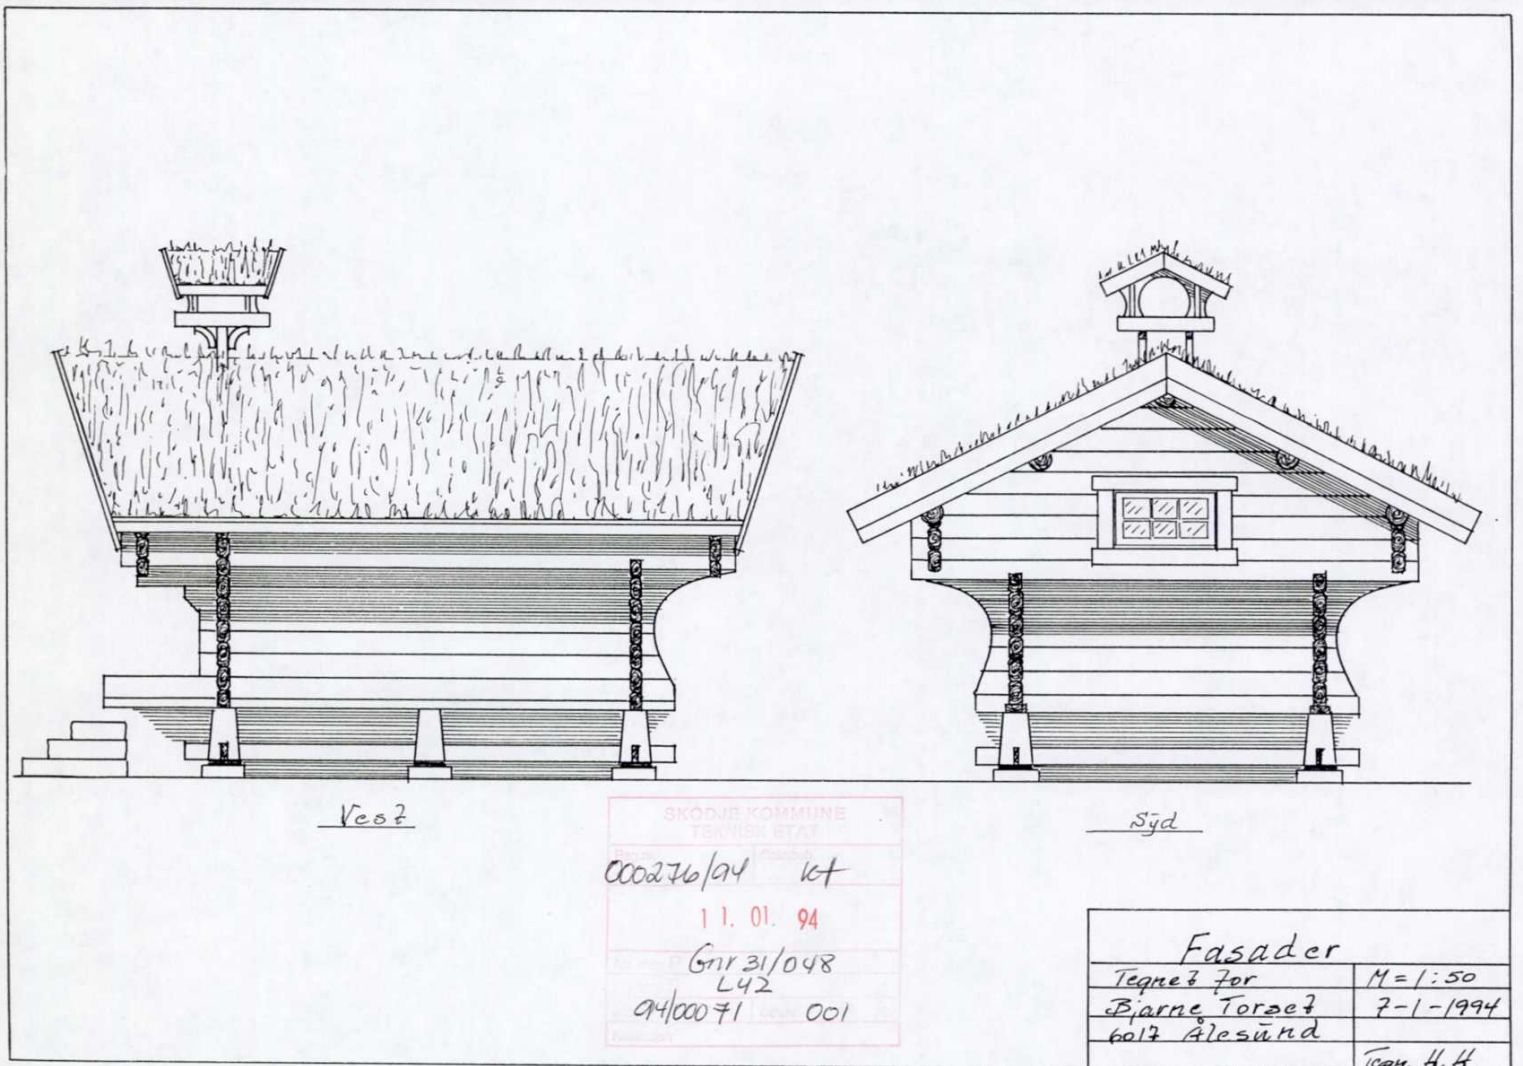 Vest
Syd
SKODJE KOMMUNE
TEKNISK ETAT
000276/94 kt
11. 01. 94
Gnr 31/048
L42
94/00071 001
Fasader
Tegnet for M = 1:50
Bjarne Torset 7-1-1994
6017 Ålesund
Tegn. H.H.